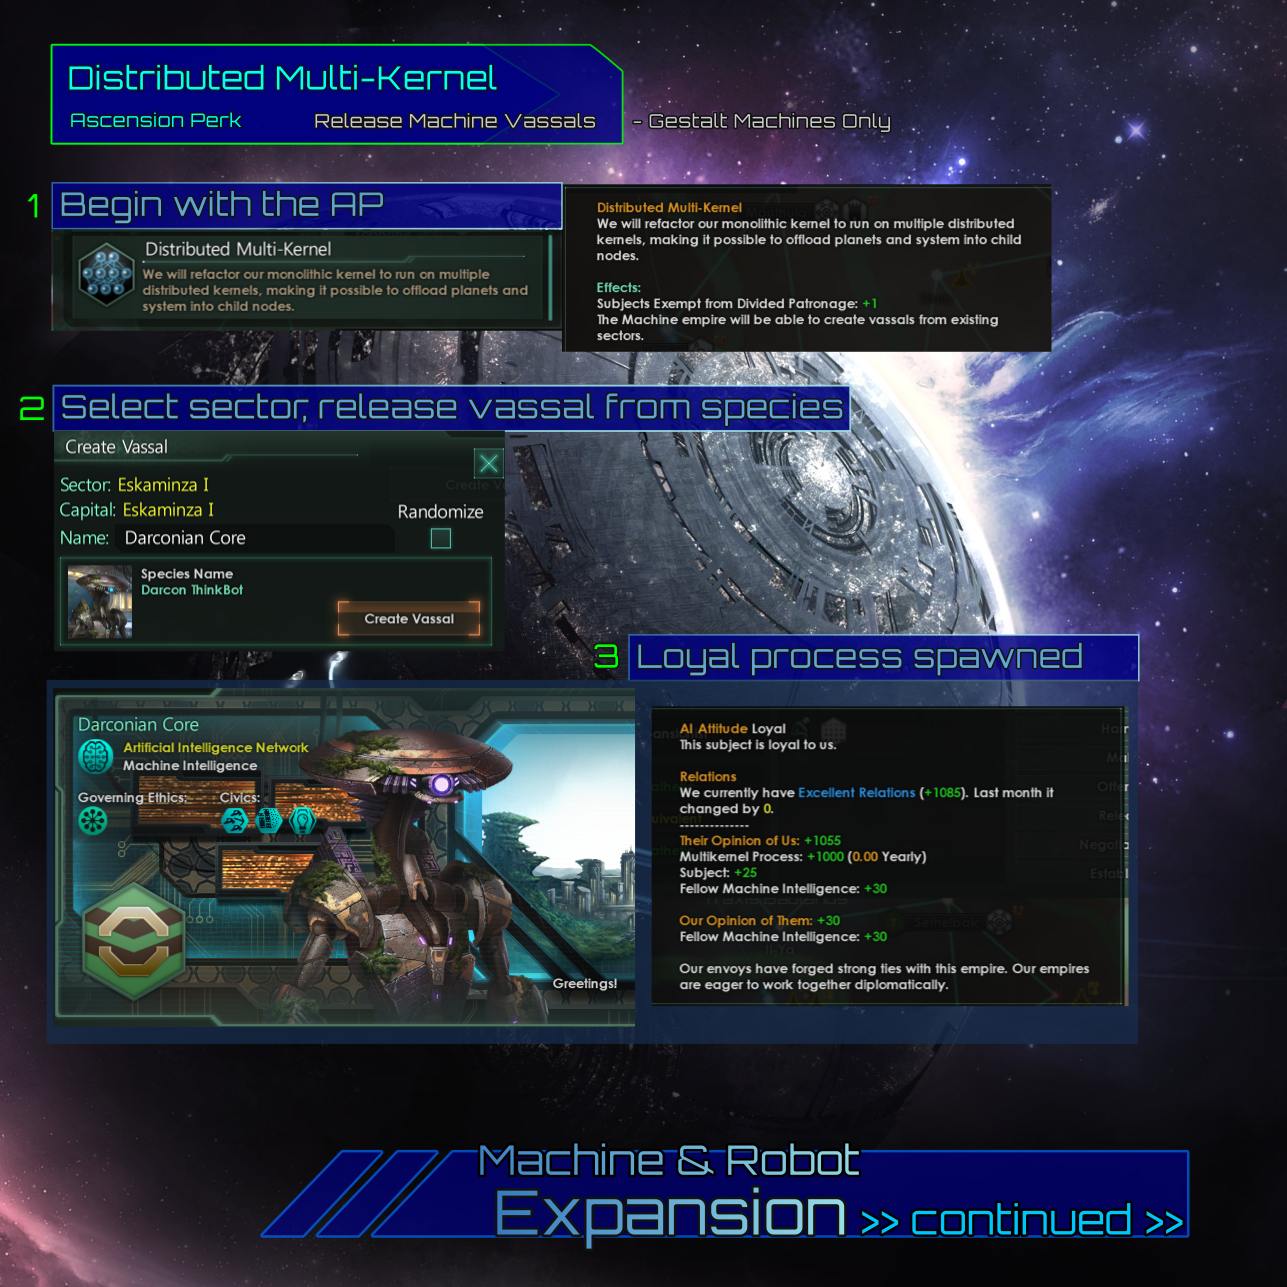 Distributed Multi-Kernel
Ascension Perk Release Machine Vassals - Gestalt Machines Only
1 Begin with the AP
Distributed Multi-Kernel
We will refactor our monolithic kernel to run on multiple
distributed kernels, making it possible to offload planets and
system into child nodes.
Distributed Multi-Kernel
We will refactor our monolithic kernel to run on multiple distributed
kernels, making it possible to offload planets and system into child
nodes.
Effects:
Subjects Exempt from Divided Patronage: +1
The Machine empire will be able to create vassals from existing
sectors.
2 Select sector, release vassal from species
Create Vassal
Sector: Eskaminza I
Capital: Eskaminza I
Randomize
Name: Darconian Core
Species Name
Darcon ThinkBot
Create Vassal
3 Loyal process spawned
Darconian Core
Artificial Intelligence Network
Machine Intelligence
Governing Ethics: Civics:
Greetings!
AI Attitude Loyal
This subject is loyal to us.
Relations
We currently have Excellent Relations (+1085). Last month it
changed by 0.
--------------
Their Opinion of Us: +1055
Multikernel Process: +1000 (0.00 Yearly)
Subject: +25
Fellow Machine Intelligence: +30
Our Opinion of Them: +30
Fellow Machine Intelligence: +30
Our envoys have forged strong ties with this empire. Our empires
are eager to work together diplomatically.
Machine & Robot
Expansion >> continued >>